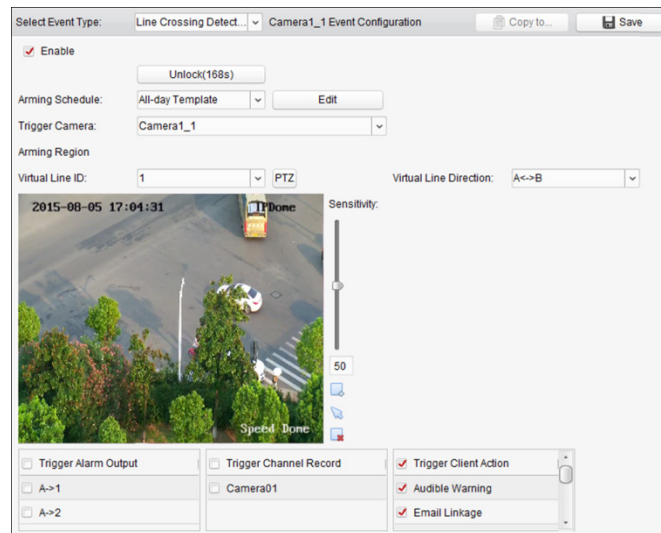 Select Event Type: Line Crossing Detect... Camera1_1 Event Configuration Copy to... Save
Enable
Unlock(168s)
Arming Schedule: All-day Template Edit
Trigger Camera: Camera1_1
Arming Region
Virtual Line ID: 1 PTZ Virtual Line Direction: A<->B
2015-08-05 17:04:31 IPDome Sensitivity:
50
Speed Dome
Trigger Alarm Output Trigger Channel Record Trigger Client Action
A->1 Camera01 Audible Warning
A->2 Email Linkage